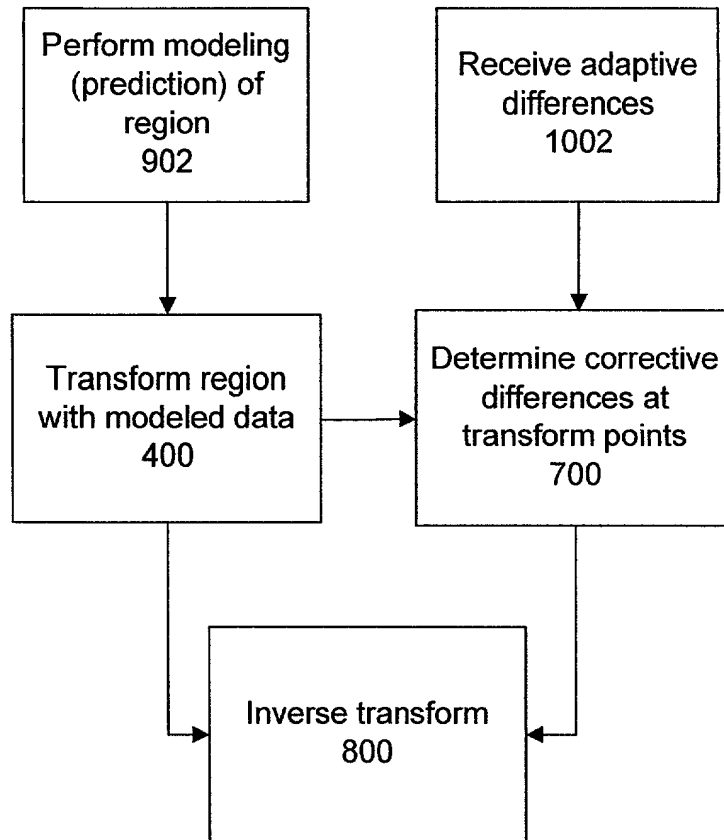 Perform modeling
(prediction) of
region
902
Receive adaptive
differences
1002
Transform region
with modeled data
400
Determine corrective
differences at
transform points
700
Inverse transform
800